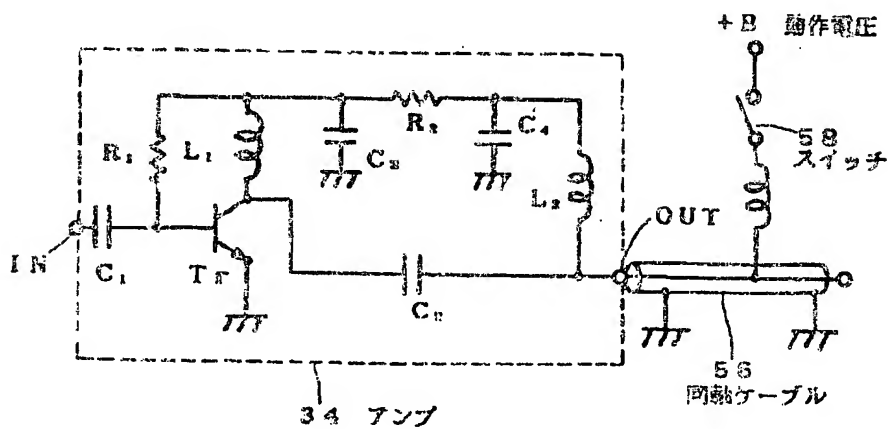 +B 動作電圧
R₁
L₁
R₂
C₄
C₃
58
スイッチ
L₂
OUT
IN
C₁
Tr
C₂
56
同軸ケーブル
34 アンプ